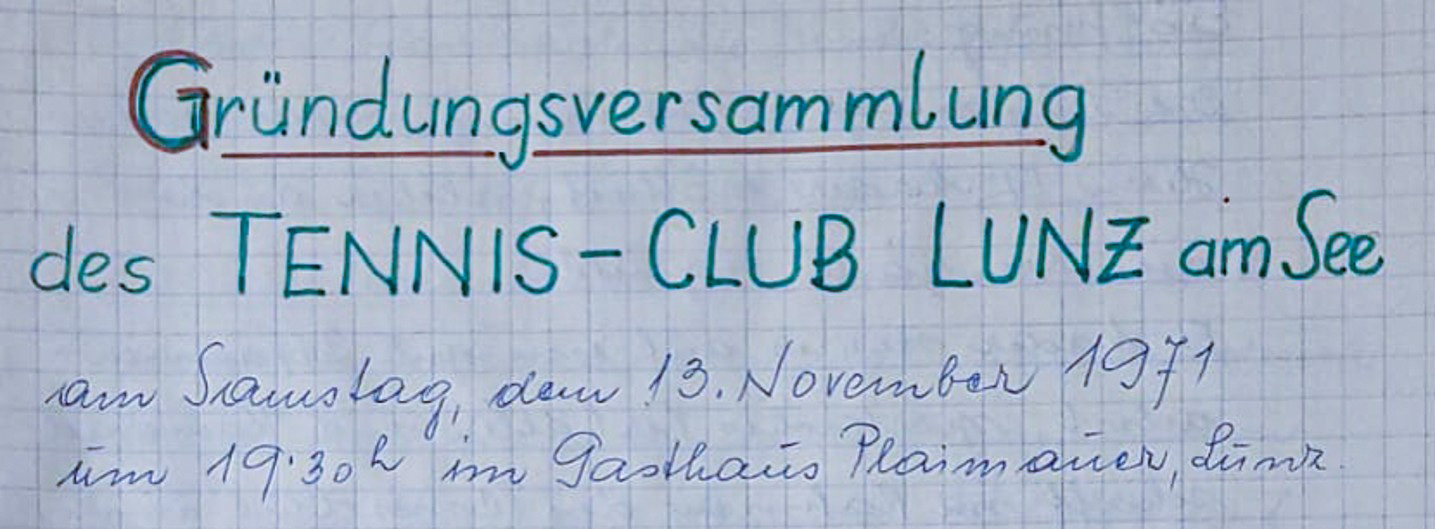 Gründungsversammlung
des TENNIS-CLUB LUNZ am See
am Samstag, dem 13. November 1971
um 19·30h im Gasthaus Plaimauer, Lunz.